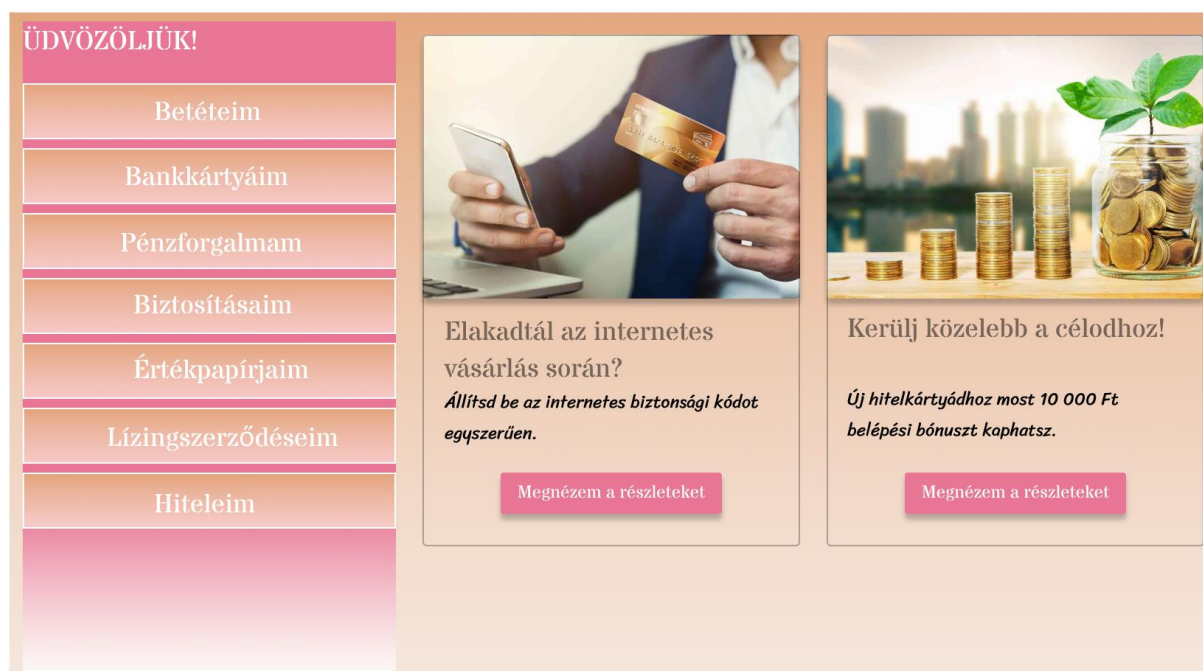 ÜDVÖZÖLJÜK!
Betéteim
Bankkártyáim
Pénzforgalmam
Biztosításaim
Értékpapírjaim
Lízingszerződéseim
Hiteleim
Elakadtál az internetes
vásárlás során?
Állítsd be az internetes biztonsági kódot
egyszerűen.
Megnézem a részleteket
Kerülj közelebb a célodhoz!
Új hitelkártyádhoz most 10 000 Ft
belépési bónuszt kaphatsz.
Megnézem a részleteket